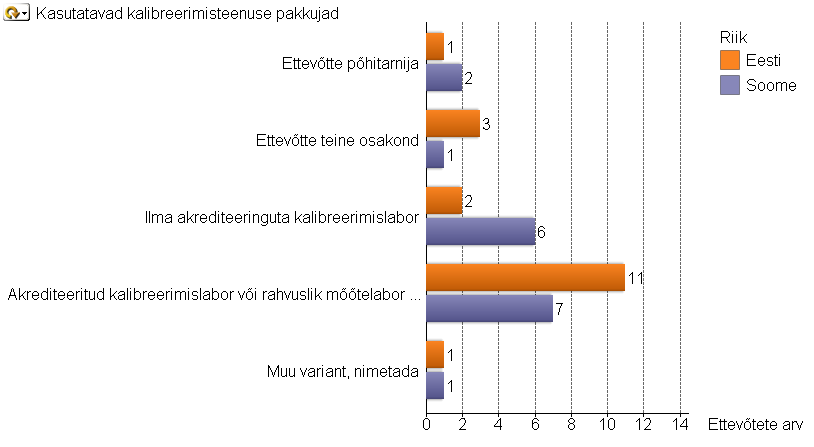 Kasutatavad kalibreerimisteenuse pakkujad
Riik
Eesti
Soome
Ettevõtte põhitarnija
1
2
Ettevõtte teine osakond
3
1
Ilma akrediteeringuta kalibreerimislabor
2
6
Akrediteeritud kalibreerimislabor või rahvuslik mõõtelabor ...
11
7
Muu variant, nimetada
1
1
0 2 4 6 8 10 12 14
Ettevõtete arv